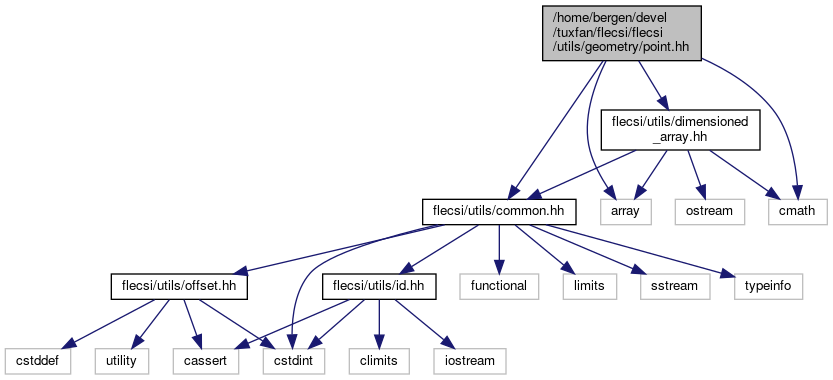 /home/bergen/devel
/tuxfan/flecsi/flecsi
/utils/geometry/point.hh
flecsi/utils/dimensioned
_array.hh
flecsi/utils/common.hh
array
ostream
cmath
flecsi/utils/offset.hh
flecsi/utils/id.hh
functional
limits
sstream
typeinfo
cstddef
utility
cassert
cstdint
climits
iostream